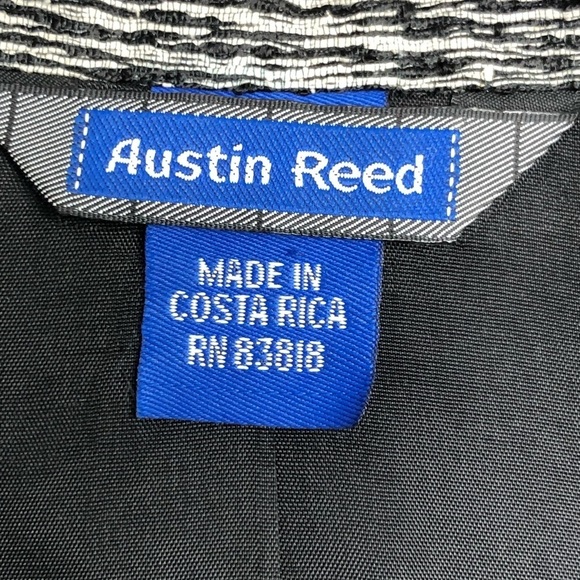 Austin Reed
MADE IN
COSTA RICA
RN 83818